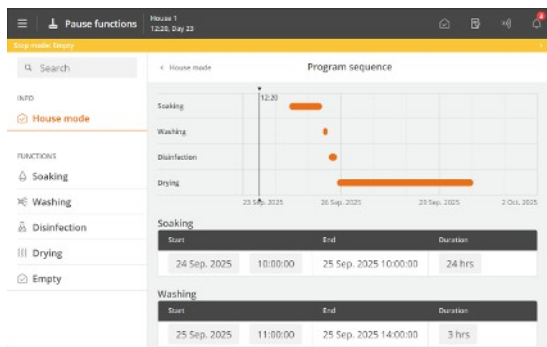 Pause functions
House 1
12:20, Day 23
Stop mode: Empty
Search
House mode
Program sequence
INFO
House mode
FUNCTIONS
Soaking
Washing
Disinfection
Drying
Empty
12:20
Soaking
Washing
Disinfection
Drying
23 Sep. 2025
26 Sep. 2025
29 Sep. 2025
2 Oct. 2025
Soaking
Start End Duration
24 Sep. 2025 10:00:00 25 Sep. 2025 10:00:00 24 hrs
Washing
Start End Duration
25 Sep. 2025 11:00:00 25 Sep. 2025 14:00:00 3 hrs